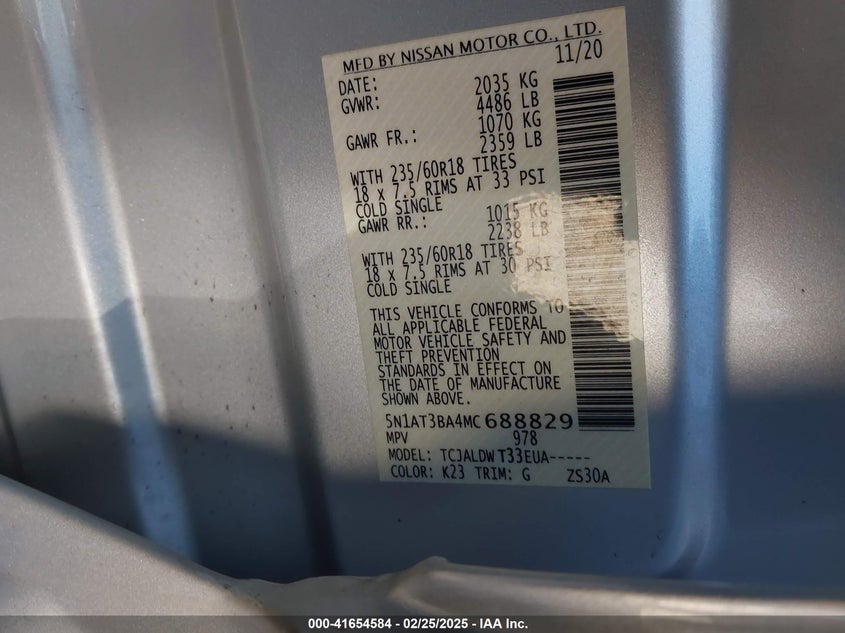 MFD BY NISSAN MOTOR CO., LTD.
DATE: 11/20
GVWR: 2035 KG
4486 LB
GAWR FR.: 1070 KG
2359 LB
WITH 235/60R18 TIRES
18 x 7.5 RIMS AT 33 PSI
COLD SINGLE
GAWR RR.: 1015 KG
2238 LB
WITH 235/60R18 TIRES
18 x 7.5 RIMS AT 30 PSI
COLD SINGLE
THIS VEHICLE CONFORMS TO
ALL APPLICABLE FEDERAL
MOTOR VEHICLE SAFETY AND
THEFT PREVENTION
STANDARDS IN EFFECT ON
THE DATE OF MANUFACTURE
SHOWN ABOVE.
5N1AT3BA4MC688829
MPV 978
MODEL: TCJALDWT33EUA-----
COLOR: K23 TRIM: G ZS30A
000-41654584 - 02/25/2025 - IAA Inc.